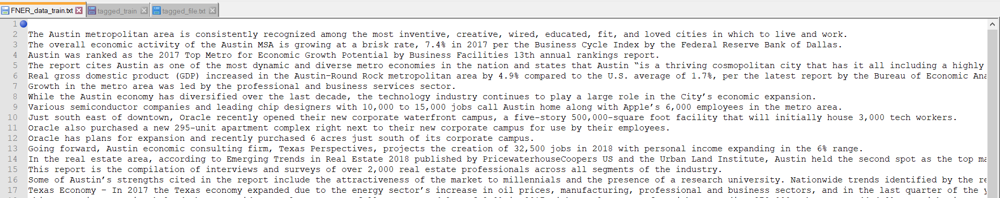 FNER_data_train.txt tagged_train tagged_file.txt
1
2 The Austin metropolitan area is consistently recognized among the most inventive, creative, wired, educated, fit, and loved cities in which to live and work.
3 The overall economic activity of the Austin MSA is growing at a brisk rate, 7.4% in 2017 per the Business Cycle Index by the Federal Reserve Bank of Dallas.
4 Austin was ranked as the 2017 Top Metro for Economic Growth Potential by Business Facilities 13th annual rankings report.
5 The report cites Austin as one of the most dynamic and diverse metro economies in the nation and states that Austin “is a thriving cosmopolitan city that has it all including a highly
6 Real gross domestic product (GDP) increased in the Austin-Round Rock metropolitan area by 4.9% compared to the U.S. average of 1.7%, per the latest report by the Bureau of Economic Ana
7 Growth in the metro area was led by the professional and business services sector.
8 While the Austin economy has diversified over the last decade, the technology industry continues to play a large role in the City’s economic expansion.
9 Various semiconductor companies and leading chip designers with 10,000 to 15,000 jobs call Austin home along with Apple’s 6,000 employees in the metro area.
10 Just south east of downtown, Oracle recently opened their new corporate waterfront campus, a five-story 500,000-square foot facility that will initially house 3,000 tech workers.
11 Oracle also purchased a new 295-unit apartment complex right next to their new corporate campus for use by their employees.
12 Oracle has plans for expansion and recently purchased 6 acres just south of its corporate campus.
13 Going forward, Austin economic consulting firm, Texas Perspectives, projects the creation of 32,500 jobs in 2018 with personal income expanding in the 6% range.
14 In the real estate area, according to Emerging Trends in Real Estate 2018 published by PricewaterhouseCoopers US and the Urban Land Institute, Austin held the second spot as the top ma
15 This report is the compilation of interviews and surveys of over 2,000 real estate professionals across all segments of the industry.
16 Some of Austin’s strengths cited in the report include the attractiveness of the market to millennials and the presence of a research university. Nationwide trends identified by the re
17 Texas Economy – In 2017 the Texas economy expanded due to the energy sector’s increase in oil prices, manufacturing, professional and business sectors, and in the last quarter of the y